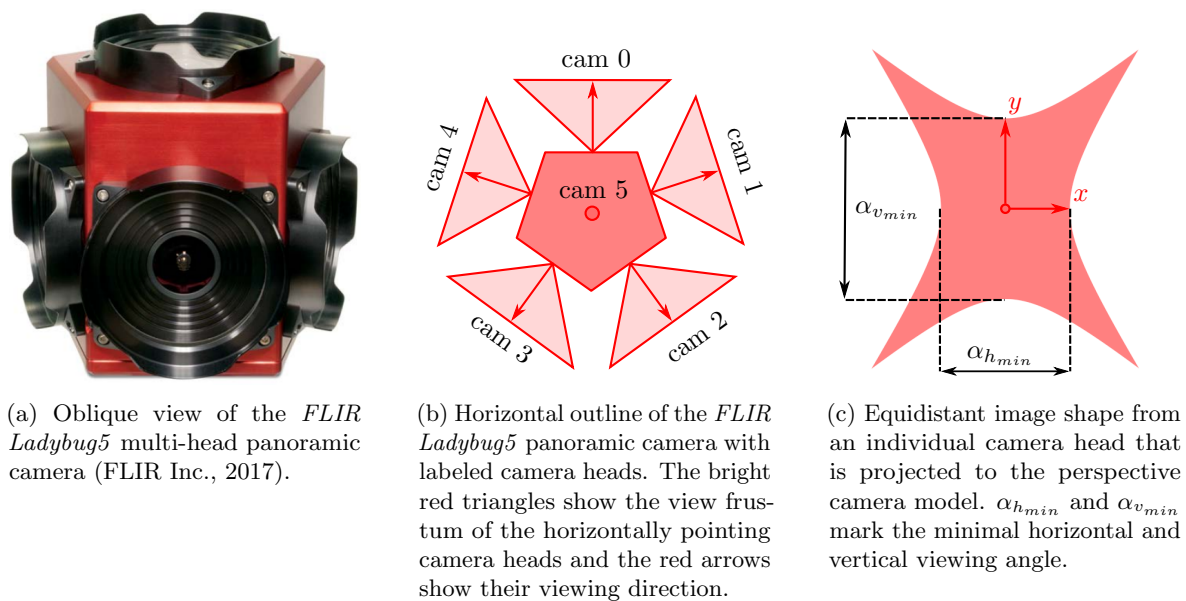 cam 0
cam 4
cam 1
cam 5
cam 3
cam 2
y
x
α_{v_{min}}
α_{h_{min}}
(a) Oblique view of the FLIR
Ladybug5 multi-head panoramic
camera (FLIR Inc., 2017).
(b) Horizontal outline of the FLIR
Ladybug5 panoramic camera with
labeled camera heads. The bright
red triangles show the view frus-
tum of the horizontally pointing
camera heads and the red arrows
show their viewing direction.
(c) Equidistant image shape from
an individual camera head that
is projected to the perspective
camera model. α_{h_{min}} and α_{v_{min}}
mark the minimal horizontal and
vertical viewing angle.